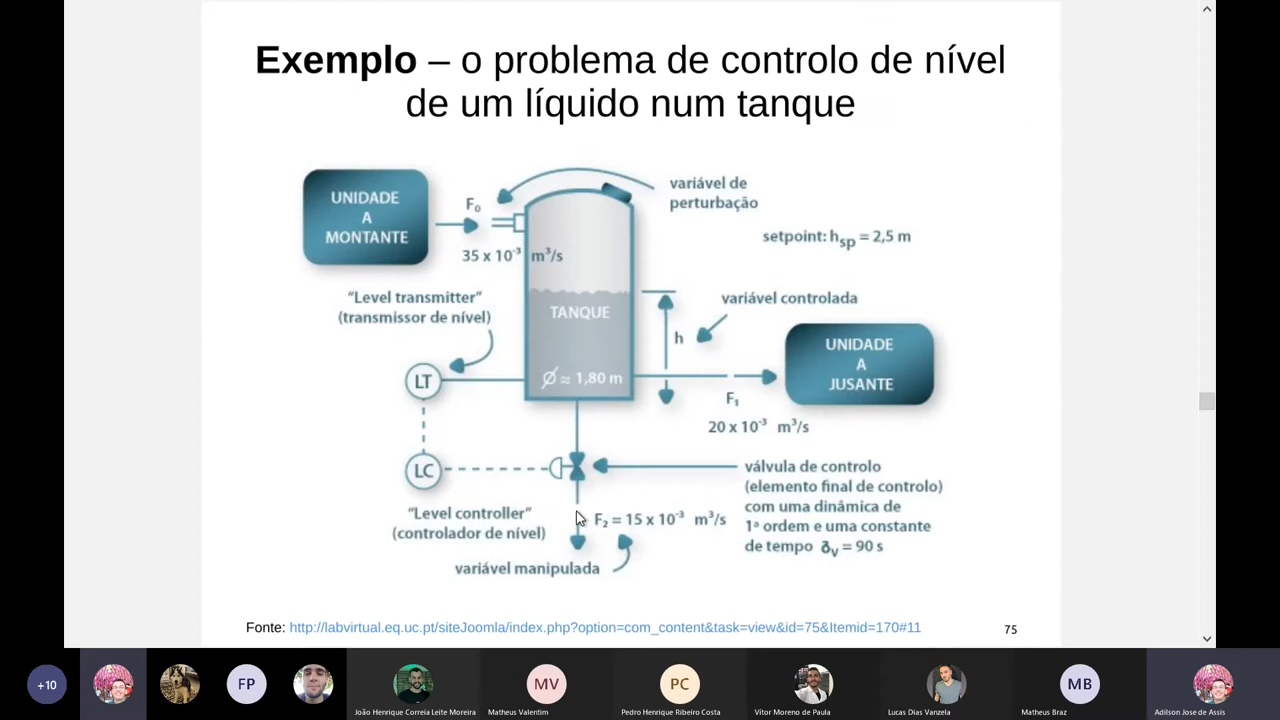 Exemplo – o problema de controlo de nível
de um líquido num tanque
UNIDADE
A
MONTANTE
F₀
35 x 10⁻³ m³/s
variável de
perturbação
setpoint: hsp = 2,5 m
"Level transmitter"
(transmissor de nível)
TANQUE
Ø ≈ 1,80 m
h
variável controlada
UNIDADE
A
JUSANTE
LT
F₁
20 x 10⁻³ m³/s
LC
válvula de controlo
(elemento final de controlo)
com uma dinâmica de
1ª ordem e uma constante
de tempo ẟv = 90 s
"Level controller"
(controlador de nível)
F₂ = 15 x 10⁻³ m³/s
variável manipulada
Fonte: http://labvirtual.eq.uc.pt/siteJoomla/index.php?option=com_content&task=view&id=75&Itemid=170#11
75
+10
FP
João Henrique Correia Leite Moreira
MV
Matheus Valentim
PC
Pedro Henrique Ribeiro Costa
Vítor Moreno de Paula
Lucas Dias Vanzela
MB
Matheus Braz
Adilson Jose de Assis